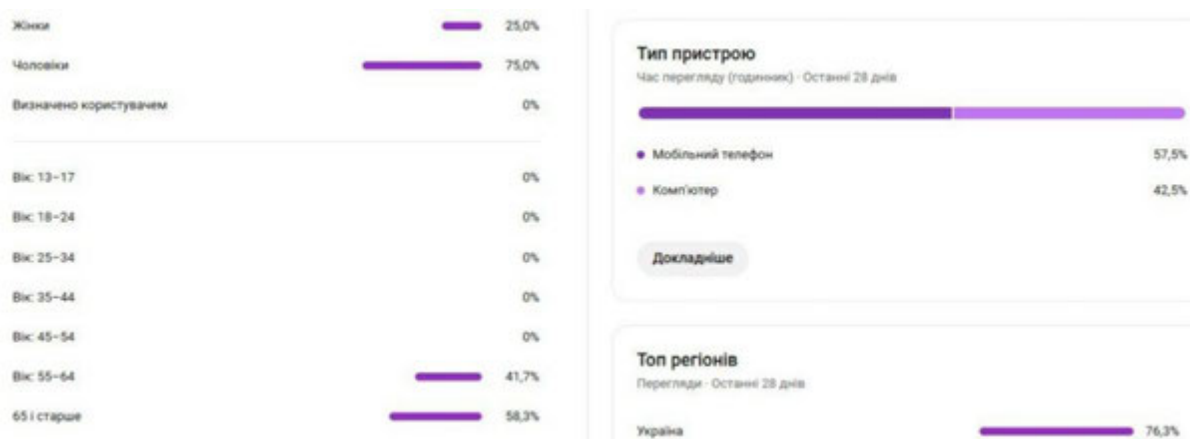 Жінки 25,0%
Чоловіки 75,0%
Визначено користувачем 0%
Вік: 13–17 0%
Вік: 18–24 0%
Вік: 25–34 0%
Вік: 35–44 0%
Вік: 45–54 0%
Вік: 55–64 41,7%
65 і старше 58,3%
Тип пристрою
Час перегляду (годинник) · Останні 28 днів
Мобільний телефон 57,5%
Комп'ютер 42,5%
Докладніше
Топ регіонів
Перегляди · Останні 28 днів
Україна 76,3%